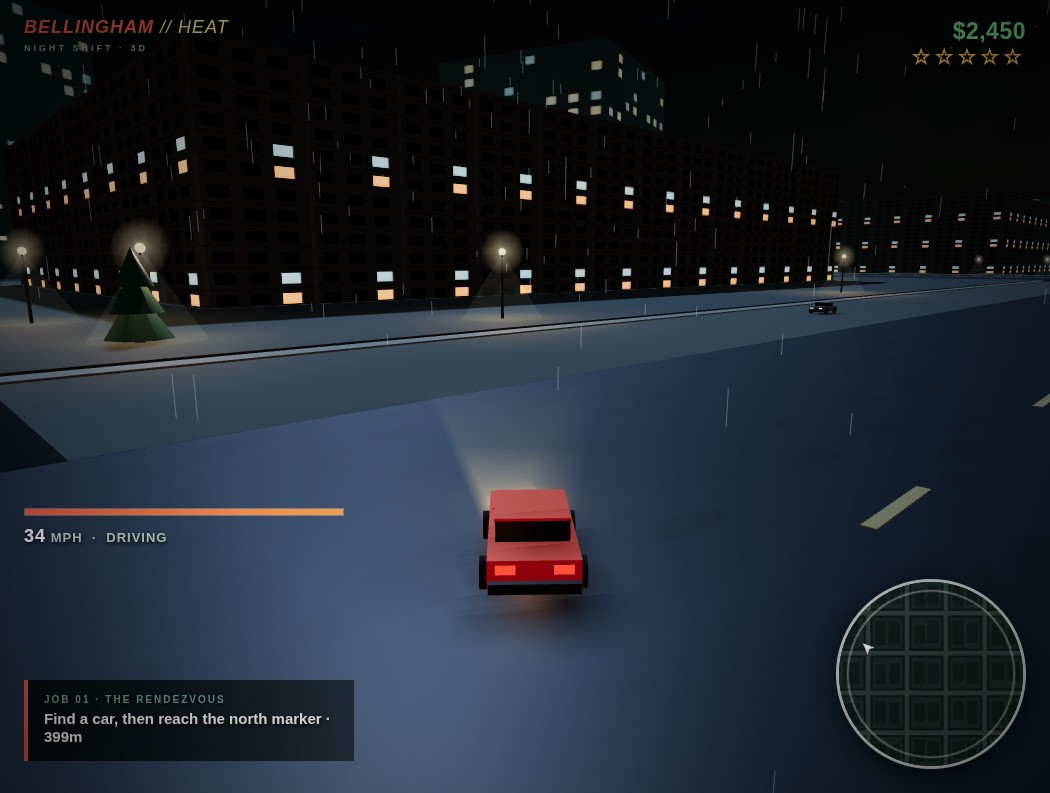 BELLINGHAM // HEAT
NIGHT SHIFT · 3D
$2,450
34 MPH · DRIVING
JOB 01 · THE RENDEZVOUS
Find a car, then reach the north marker ·
399m